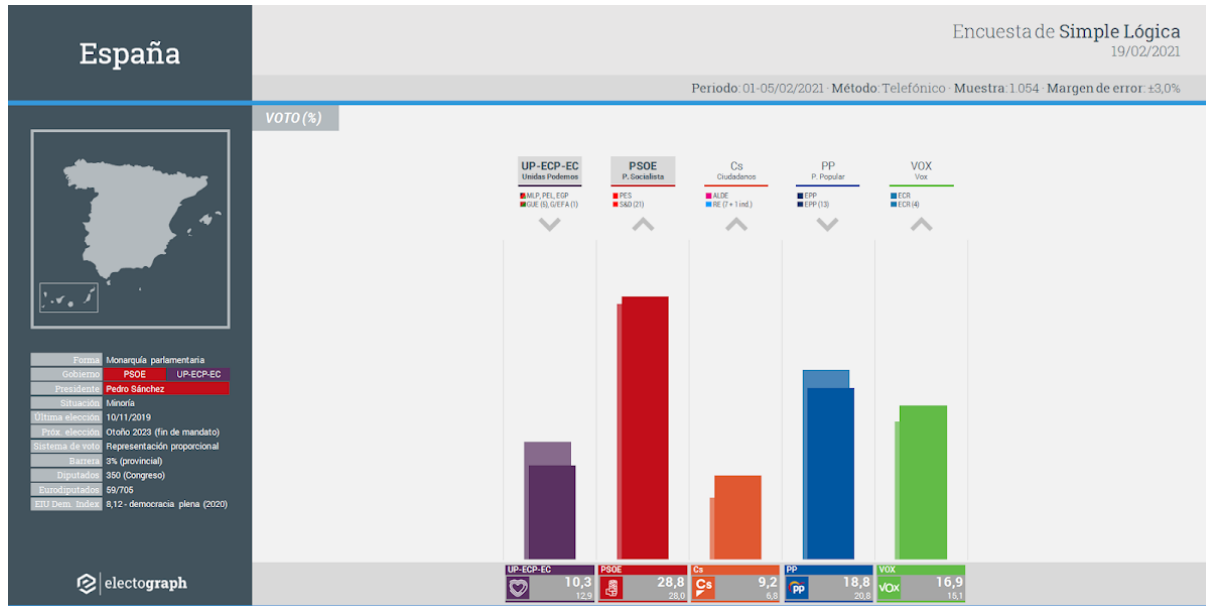 España
Encuesta de Simple Lógica
19/02/2021
Periodo: 01-05/02/2021 · Método: Telefónico · Muestra: 1.054 · Margen de error: ±3,0%
VOTO (%)
UP-ECP-EC
Unidas Podemos
MLP, PEL, EGP
GUE (5), G/EFA (1)
PSOE
P. Socialista
PES
S&D (21)
Cs
Ciudadanos
ALDE
RE (7 + 1 ind.)
PP
P. Popular
EPP
EPP (13)
VOX
Vox
ECR
ECR (4)
Forma Monarquía parlamentaria
Gobierno PSOE UP-ECP-EC
Presidente Pedro Sánchez
Situación Minoría
Última elección 10/11/2019
Próx. elección Otoño 2023 (fin de mandato)
Sistema de voto Representación proporcional
Barrera 3% (provincial)
Diputados 350 (Congreso)
Eurodiputados 59/705
EIU Dem. Index 8,12 - democracia plena (2020)
electograph
UP-ECP-EC
10,3
12,9
PSOE
28,8
28,0
Cs
Cs
9,2
6,8
PP
PP
18,8
20,8
VOX
VOX
16,9
15,1